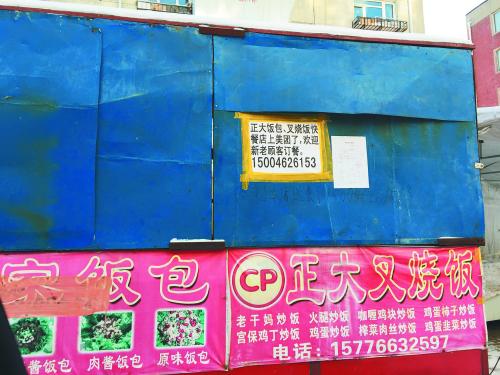 正大饭包、叉烧饭快
餐店上美团了,欢迎
新老顾客订餐。
15004626153
家饭包
酱饭包
肉酱饭包
原味饭包
CP
正大叉烧饭
老干妈炒饭 火腿炒饭 咖喱鸡块炒饭 鸡蛋柿子炒饭
宫保鸡丁炒饭 鸡蛋炒饭 榨菜肉丝炒饭 鸡蛋韭菜炒饭
电话:15776632597